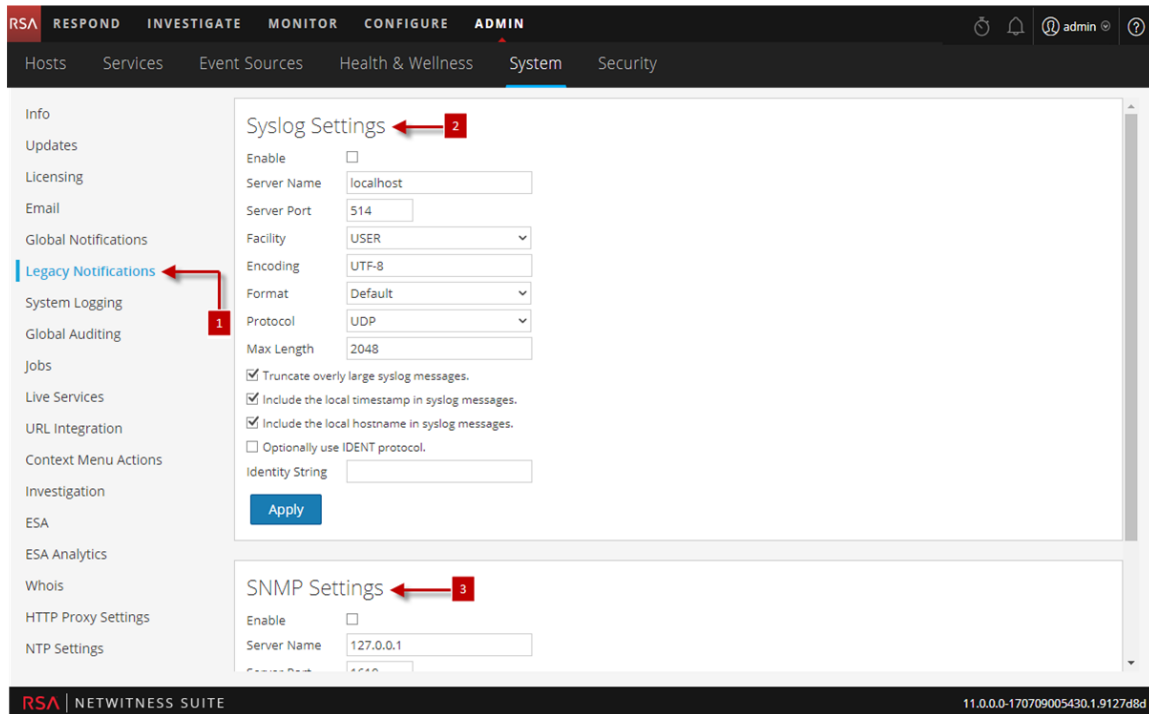 RSA RESPOND INVESTIGATE MONITOR CONFIGURE ADMIN admin ?
Hosts Services Event Sources Health & Wellness System Security
Info
Updates
Licensing
Email
Global Notifications
Legacy Notifications
System Logging
Global Auditing
Jobs
Live Services
URL Integration
Context Menu Actions
Investigation
ESA
ESA Analytics
Whois
HTTP Proxy Settings
NTP Settings
1
Syslog Settings 2
Enable
Server Name localhost
Server Port 514
Facility USER
Encoding UTF-8
Format Default
Protocol UDP
Max Length 2048
Truncate overly large syslog messages.
Include the local timestamp in syslog messages.
Include the local hostname in syslog messages.
Optionally use IDENT protocol.
Identity String
Apply
SNMP Settings 3
Enable
Server Name 127.0.0.1
Server Port
RSA NETWITNESS SUITE 11.0.0.0-170709005430.1.9127d8d